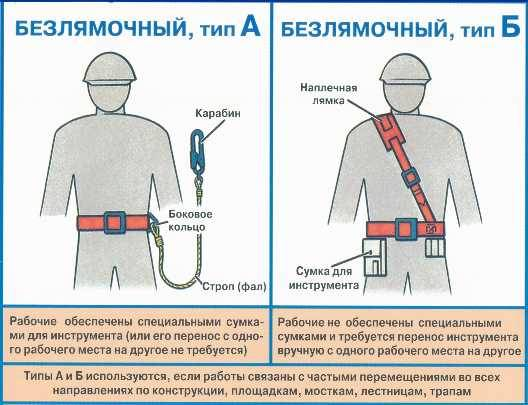 БЕЗЛЯМОЧНЫЙ, тип А
Карабин
Боковое
кольцо
Строп (фал)
Рабочие обеспечены специальными сумка-
ми для инструмента (или его перенос с одно-
го рабочего места на другое не требуется)
БЕЗЛЯМОЧНЫЙ, тип Б
Наплечная
лямка
Сумка для
инструмента
Рабочие не обеспечены специальными
сумками и требуется перенос инструмента
вручную с одного рабочего места на другое
Типы А и Б используются, если работы связаны с частыми перемещениями во всех
направлениях по конструкции, площадкам, мосткам, лестницам, трапам